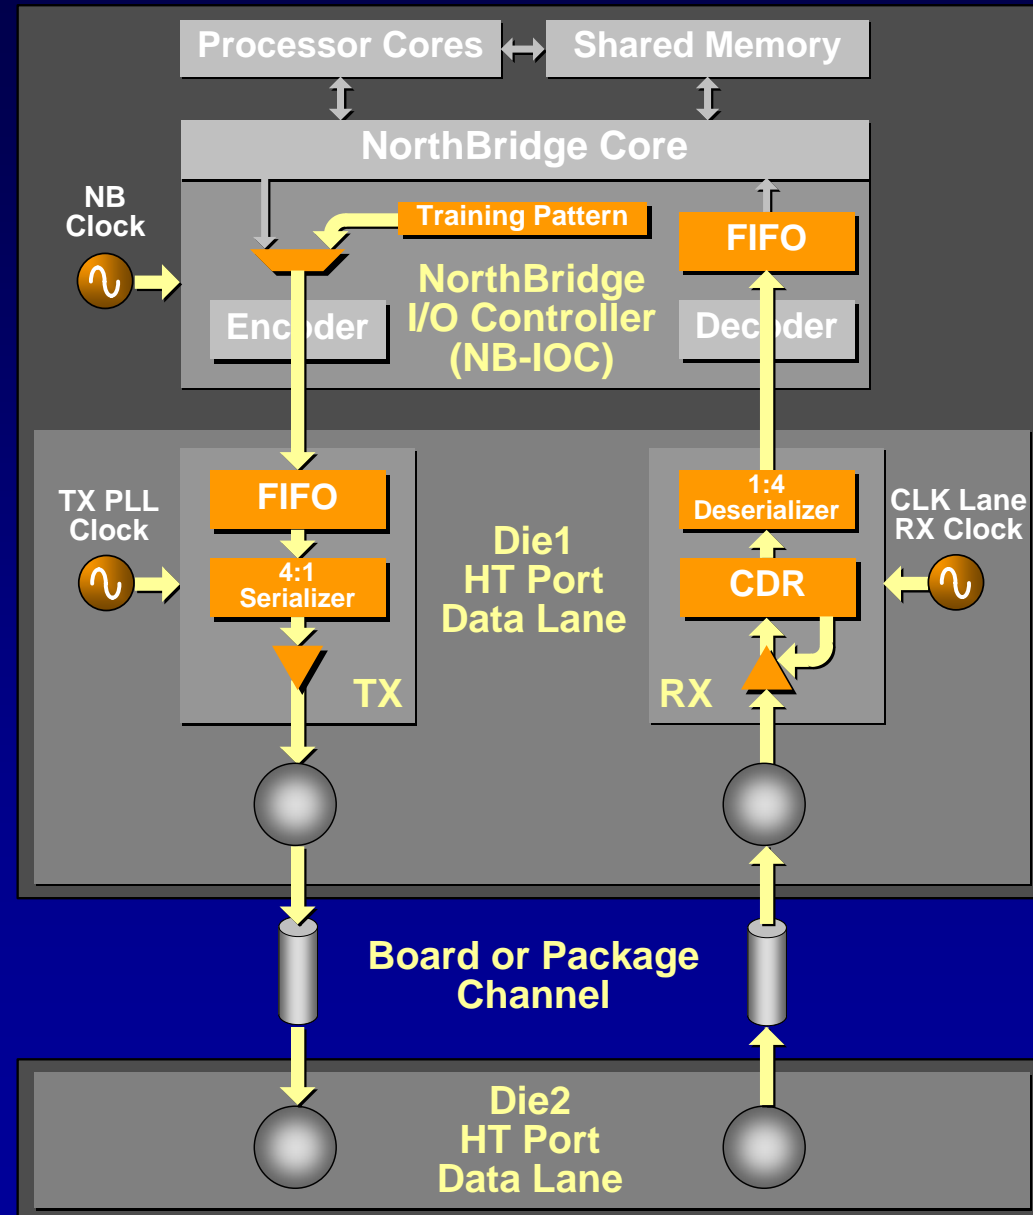 Processor Cores
Shared Memory
NorthBridge Core
NB
Clock
Training Pattern
FIFO
NorthBridge
I/O Controller
(NB-IOC)
Encoder
Decoder
TX PLL
Clock
FIFO
4:1
Serializer
TX
Die1
HT Port
Data Lane
1:4
Deserializer
CDR
RX
CLK Lane
RX Clock
Board or Package
Channel
Die2
HT Port
Data Lane